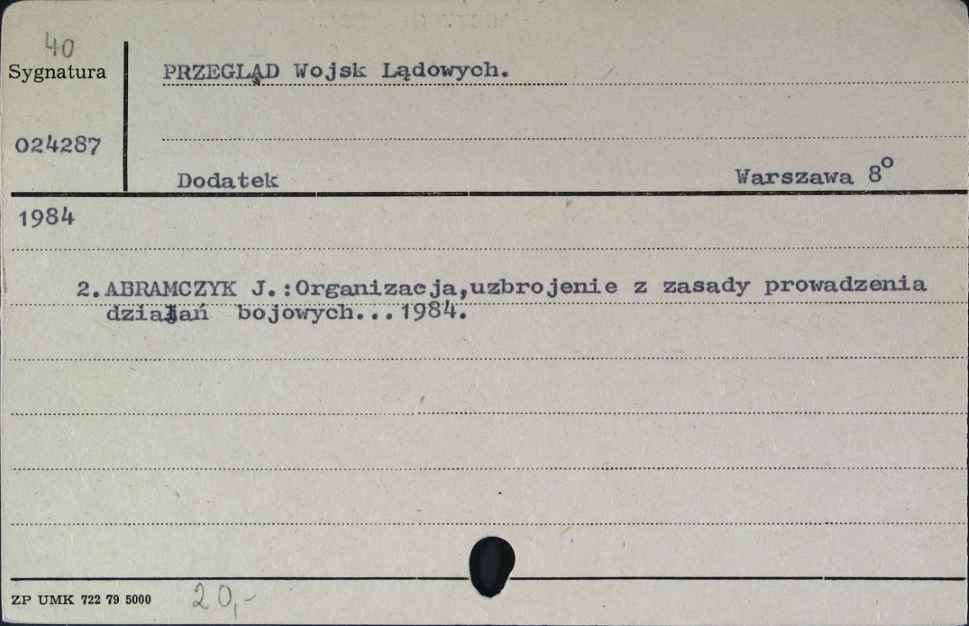 40
Sygnatura
PRZEGLĄD Wojsk Lądowych.
024287
Dodatek Warszawa 8°
1984
2.ABRAMCZYK J.:Organizacja,uzbrojenie z zasady prowadzenia
działań bojowych...1984.
ZP UMK 722 79 5000 20,-